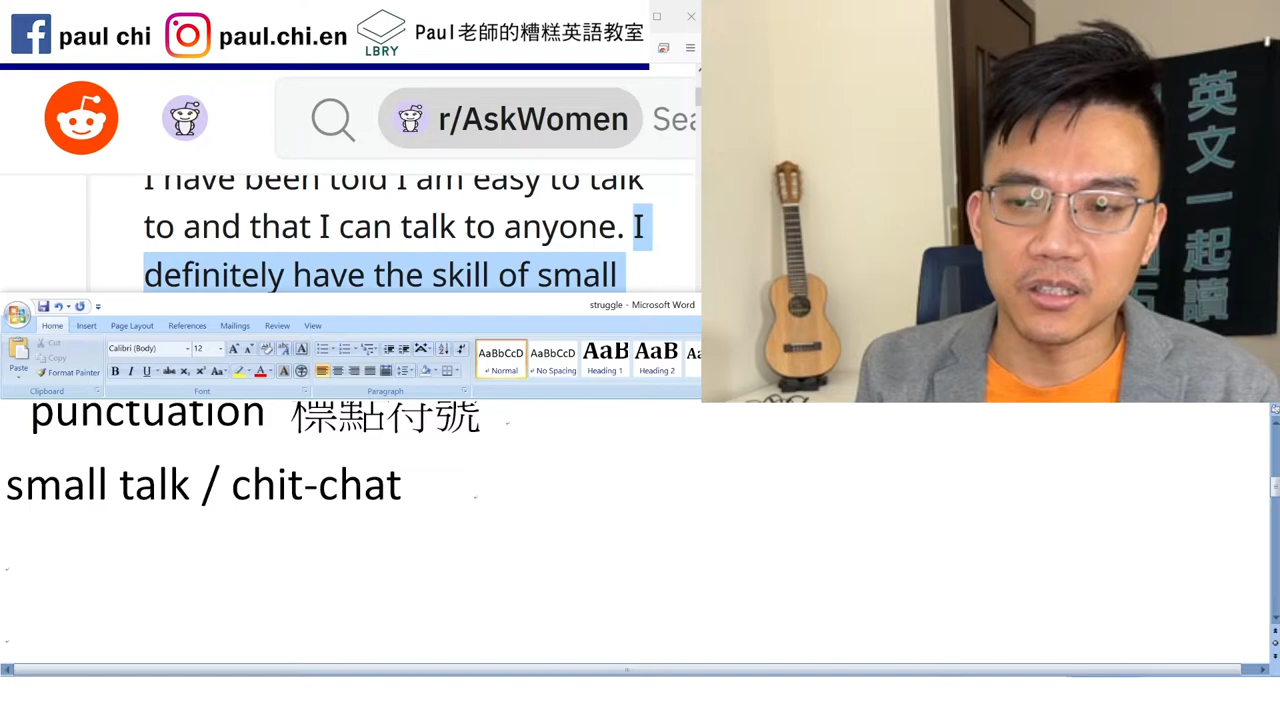 paul chi paul.chi.en LBRY Paul老師的糟糕英語教室
r/AskWomen Sea
I have been told I am easy to talk
to and that I can talk to anyone. I
definitely have the skill of small
struggle - Microsoft Word
Home Insert Page Layout References Mailings Review View
Paste
Cut
Copy
Format Painter
Calibri (Body) 12
AaBbCcD AaBbCcD AaBbC AaB
Normal No Spacing Heading 1 Heading 2
Clipboard Font Paragraph
punctuation 標點符號
small talk / chit-chat
英文一起讀